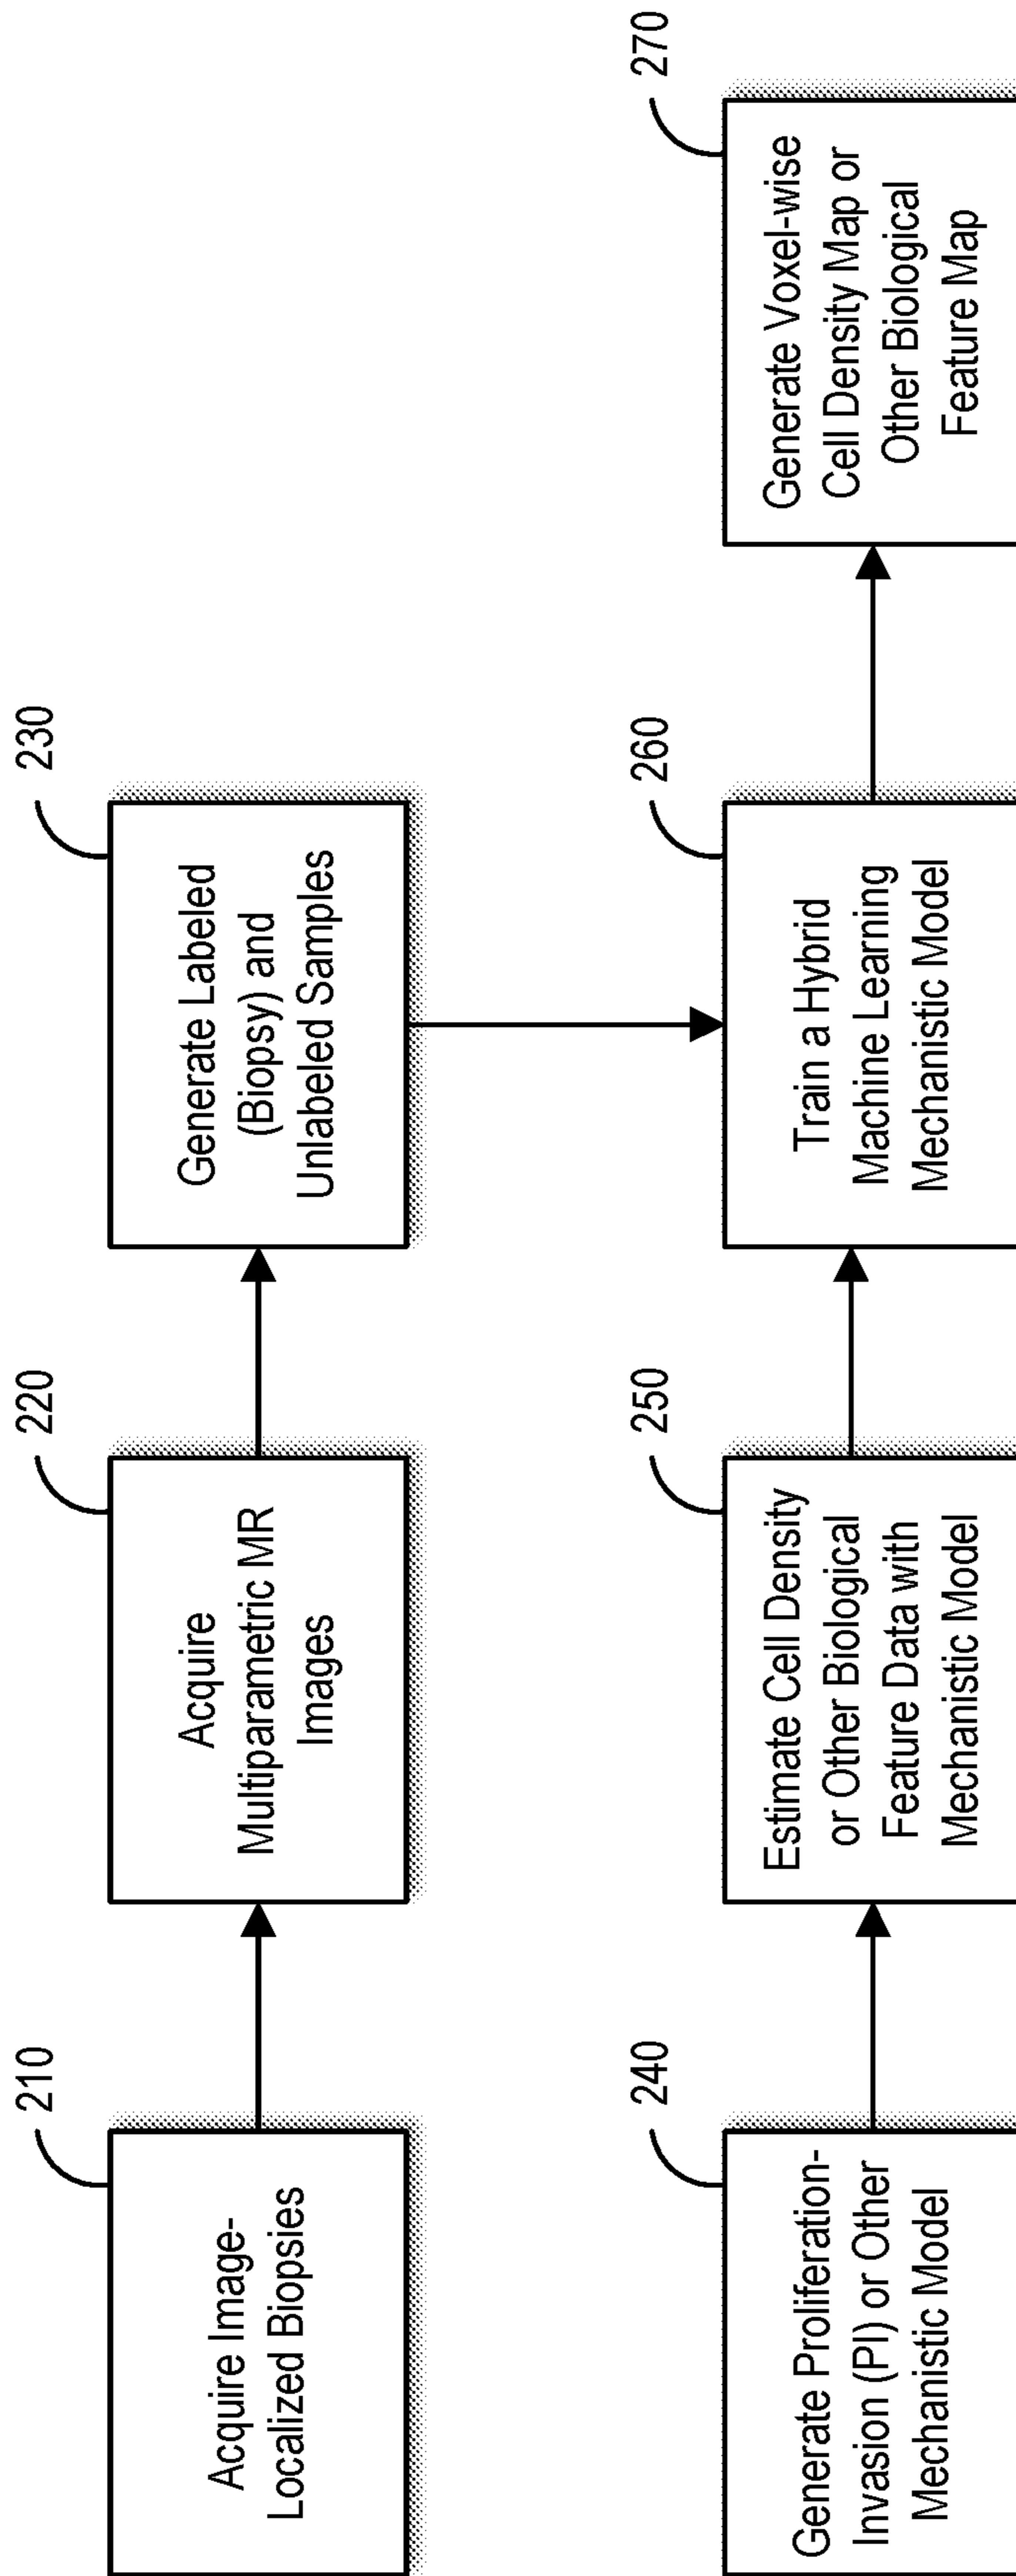 210
Acquire Image-
Localized Biopsies
220
Acquire
Multiparametric MR
Images
230
Generate Labeled
(Biopsy) and
Unlabeled Samples
240
Generate Proliferation-
Invasion (PI) or Other
Mechanistic Model
250
Estimate Cell Density
or Other Biological
Feature Data with
Mechanistic Model
260
Train a Hybrid
Machine Learning
Mechanistic Model
270
Generate Voxel-wise
Cell Density Map or
Other Biological
Feature Map